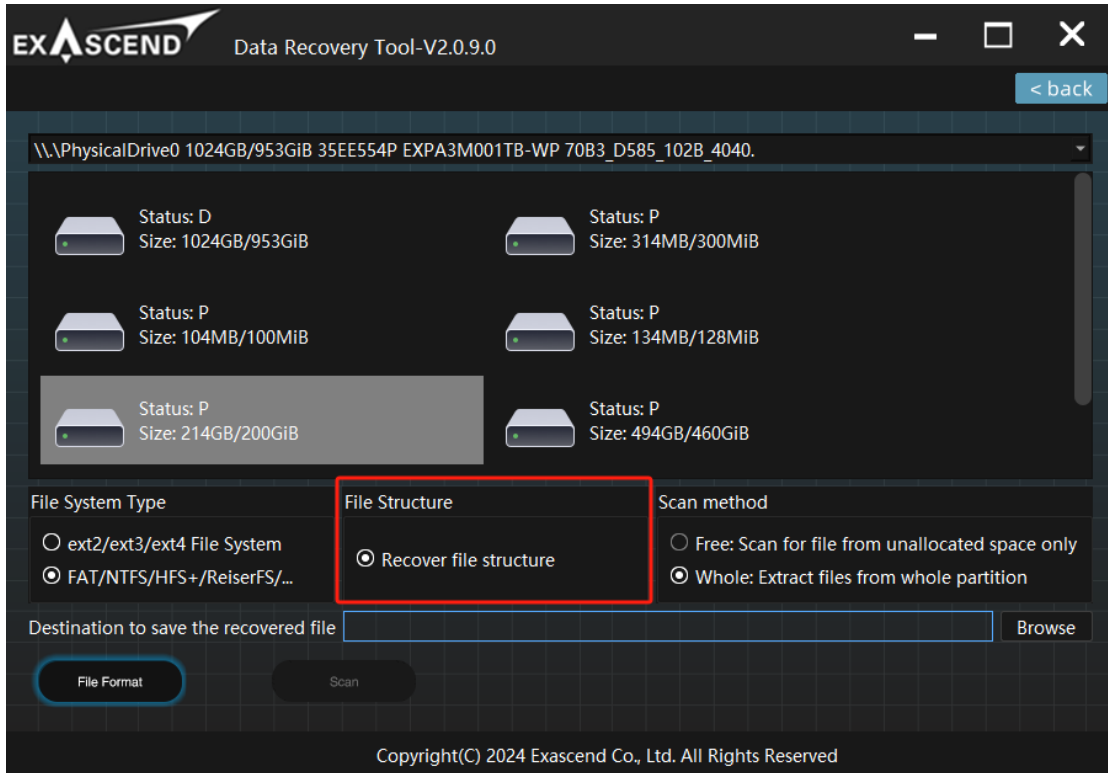 EXASCEND
Data Recovery Tool-V2.0.9.0
< back
\\.\PhysicalDrive0 1024GB/953GiB 35EE554P EXPA3M001TB-WP 70B3_D585_102B_4040.
Status: D
Size: 1024GB/953GiB
Status: P
Size: 314MB/300MiB
Status: P
Size: 104MB/100MiB
Status: P
Size: 134MB/128MiB
Status: P
Size: 214GB/200GiB
Status: P
Size: 494GB/460GiB
File System Type
ext2/ext3/ext4 File System
FAT/NTFS/HFS+/ReiserFS/...
File Structure
Recover file structure
Scan method
Free: Scan for file from unallocated space only
Whole: Extract files from whole partition
Destination to save the recovered file
Browse
File Format
Scan
Copyright(C) 2024 Exascend Co., Ltd. All Rights Reserved